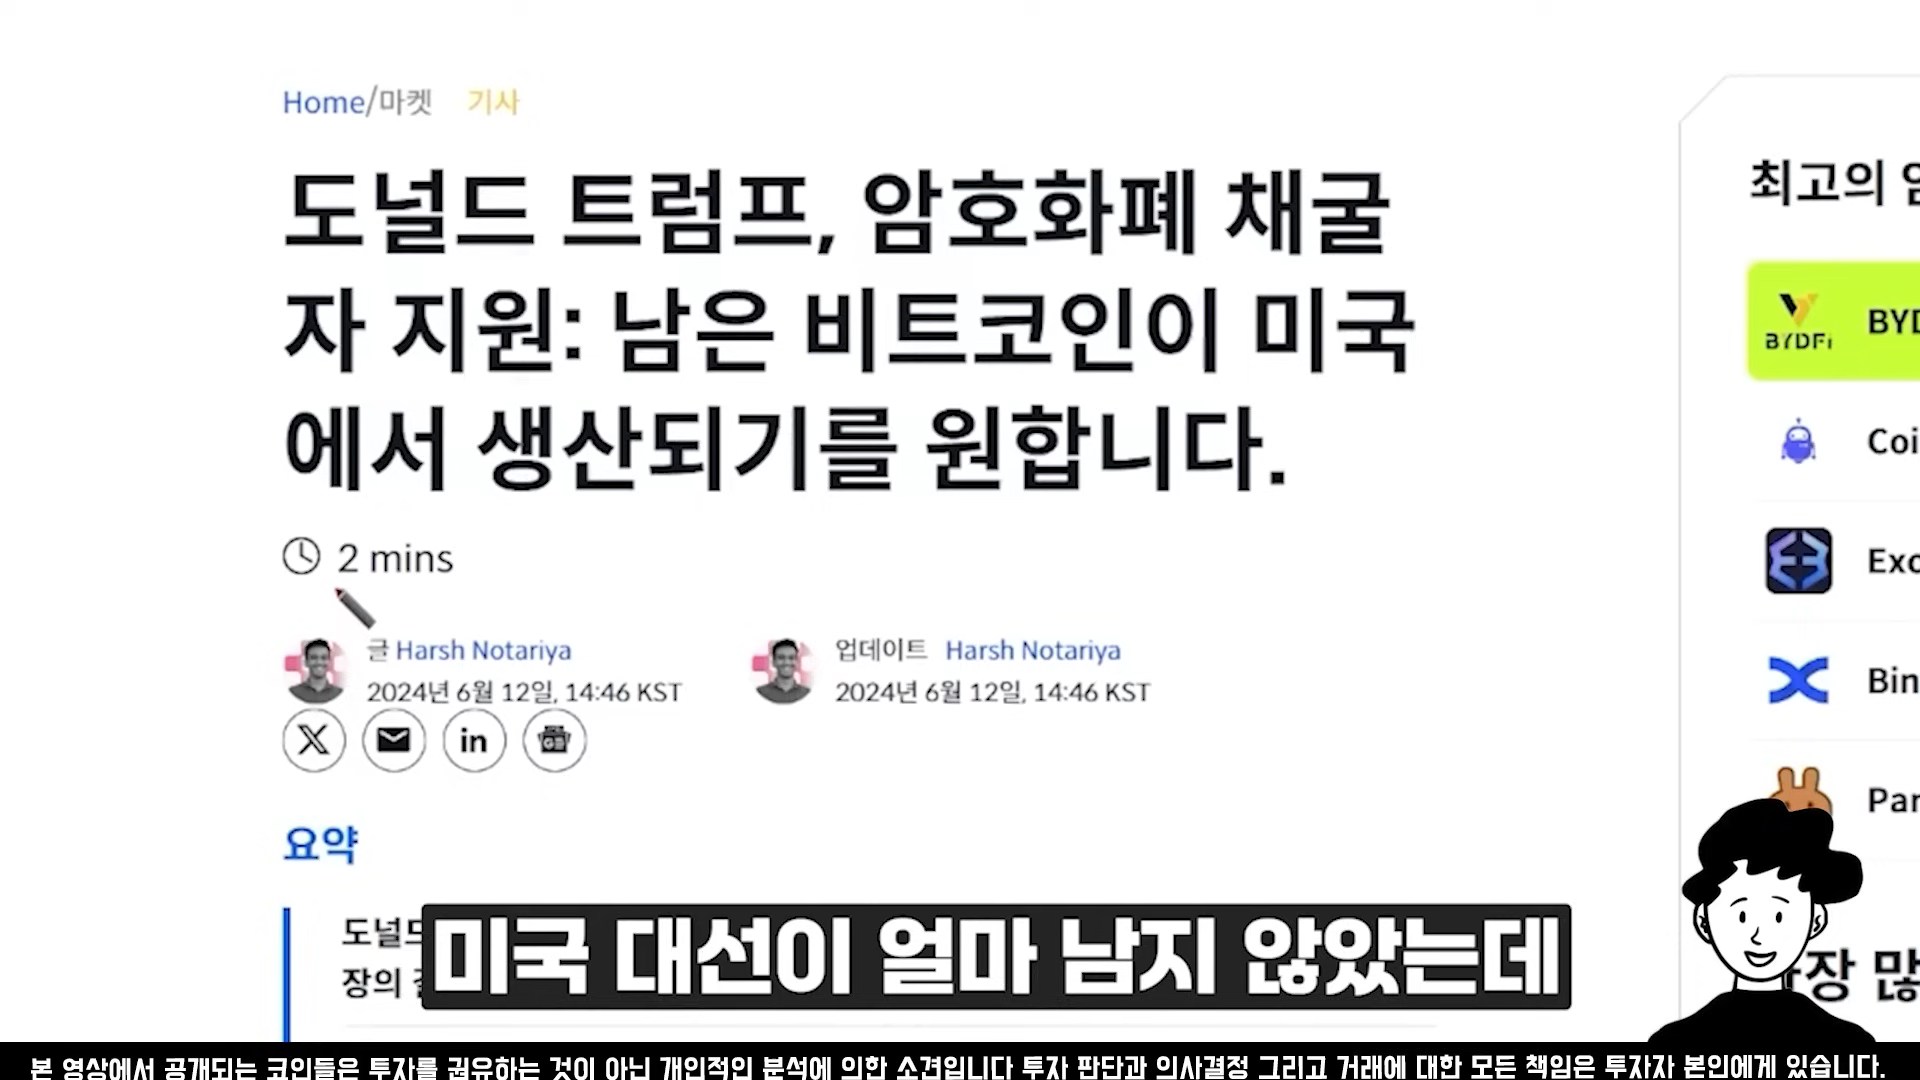 Home/마켓 기사
도널드 트럼프, 암호화폐 채굴
자 지원: 남은 비트코인이 미국
에서 생산되기를 원합니다.
2 mins
글 Harsh Notariya
2024년 6월 12일, 14:46 KST
업데이트 Harsh Notariya
2024년 6월 12일, 14:46 KST
요약
장의
미국 대선이 얼마 남지 않았는데
최고의
BYDFi
본 영상에서 공개되는 코인들은 투자를 권유하는 것이 아닌 개인적인 분석에 의한 소견입니다 투자 판단과 의사결정 그리고 거래에 대한 모든 책임은 투자자 본인에게 있습니다.